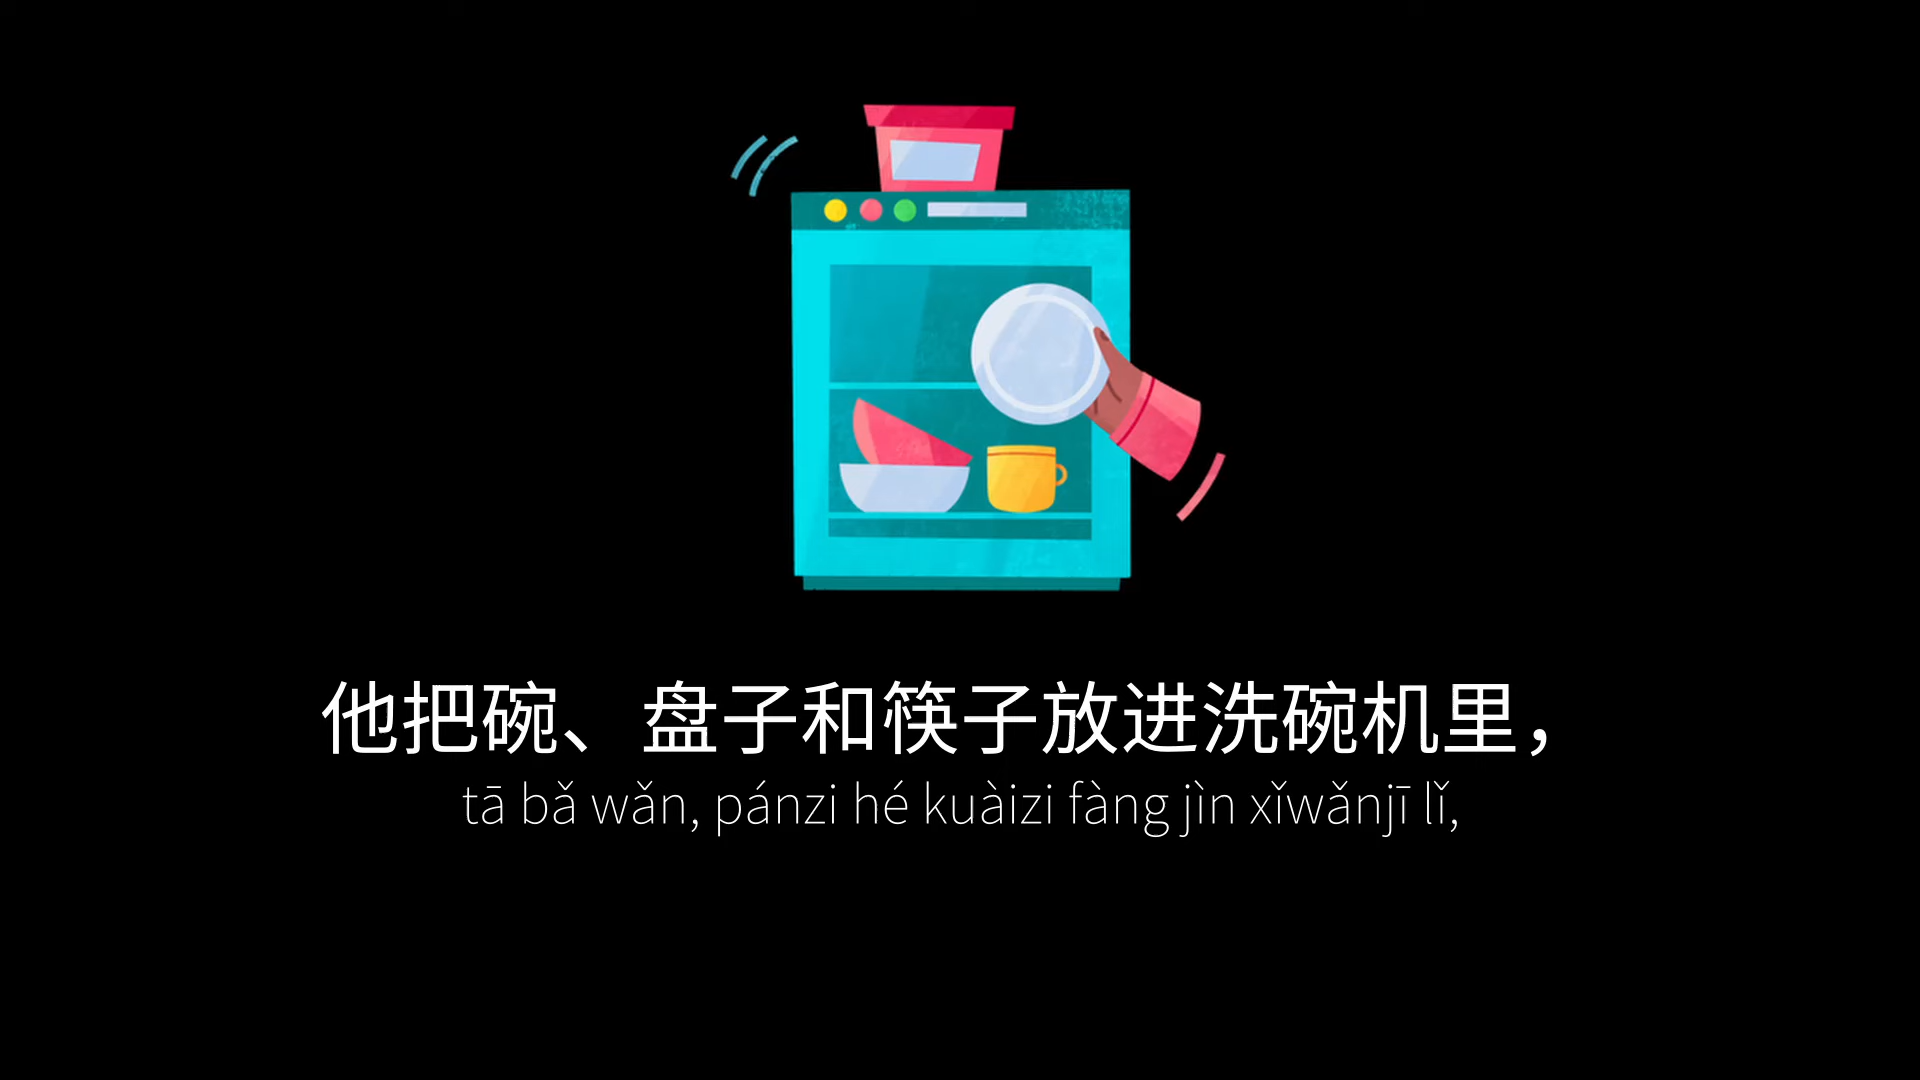 他把碗、盘子和筷子放进洗碗机里，
tā bǎ wǎn, pánzi hé kuàizi fàng jìn xǐwǎnjī lǐ,